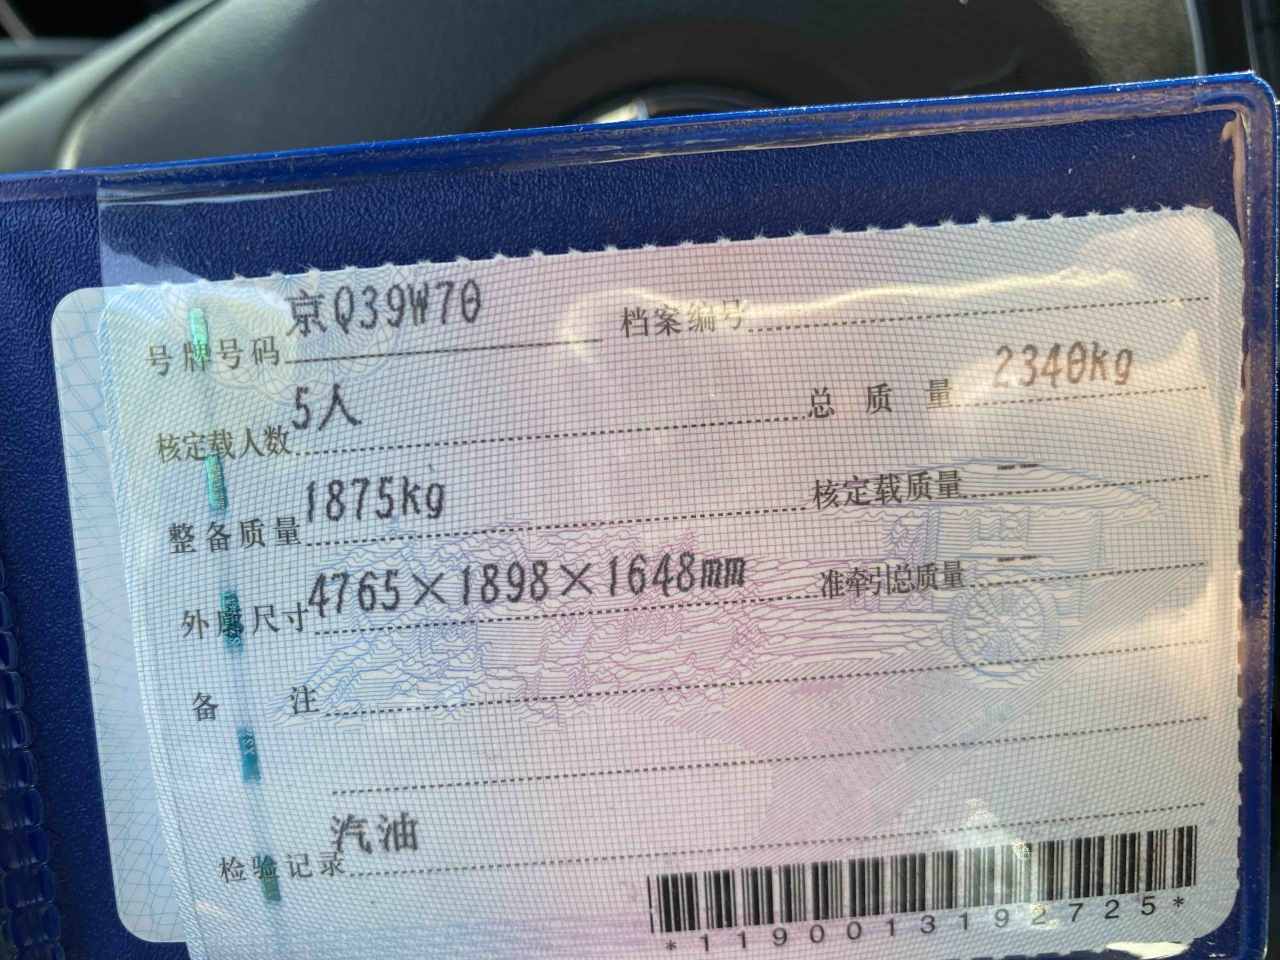 号牌号码 京Q39W70 档案编号
核定载人数 5人 总质量 2340kg
整备质量 1875kg 核定载质量 --
外廓尺寸 4765×1898×1648mm 准牵引总质量 --
备注
检验记录 汽油
*1190013192725*